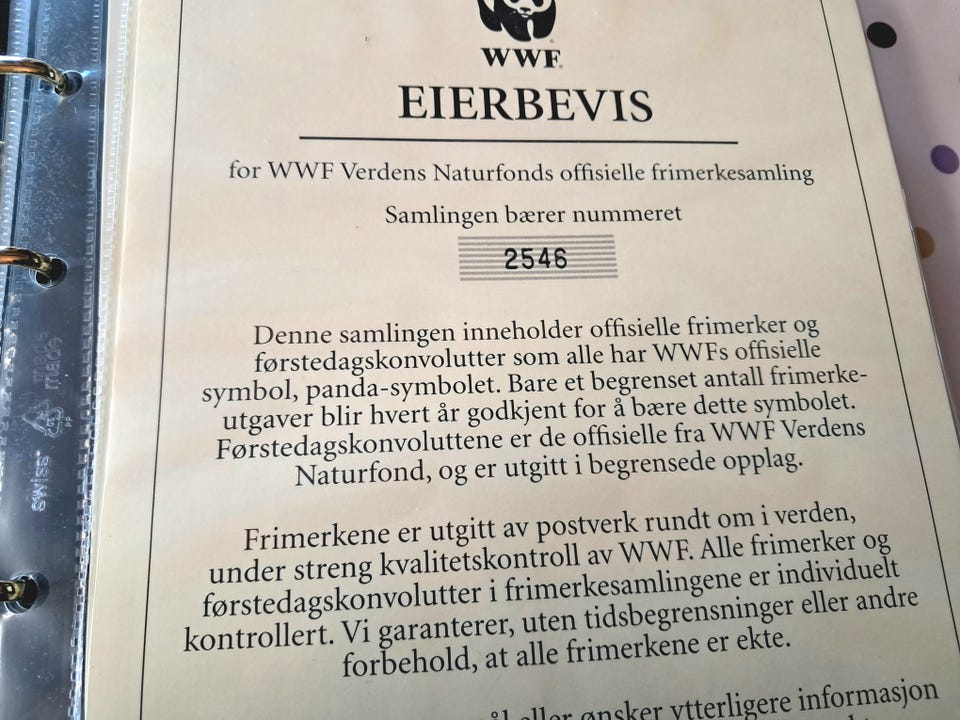 WWF
EIERBEVIS
for WWF Verdens Naturfonds offisielle frimerkesamling
Samlingen bærer nummeret
2546
Denne samlingen inneholder offisielle frimerker og
førstedagskonvolutter som alle har WWFs offisielle
symbol, panda-symbolet. Bare et begrenset antall frimerke-
utgaver blir hvert år godkjent for å bære dette symbolet.
Førstedagskonvoluttene er de offisielle fra WWF Verdens
Naturfond, og er utgitt i begrensede opplag.
Frimerkene er utgitt av postverk rundt om i verden,
under streng kvalitetskontroll av WWF. Alle frimerker og
førstedagskonvolutter i frimerkesamlingene er individuelt
kontrollert. Vi garanterer, uten tidsbegrensninger eller andre
forbehold, at alle frimerkene er ekte.
eller ønsker ytterligere informasjon
swiss made
PP